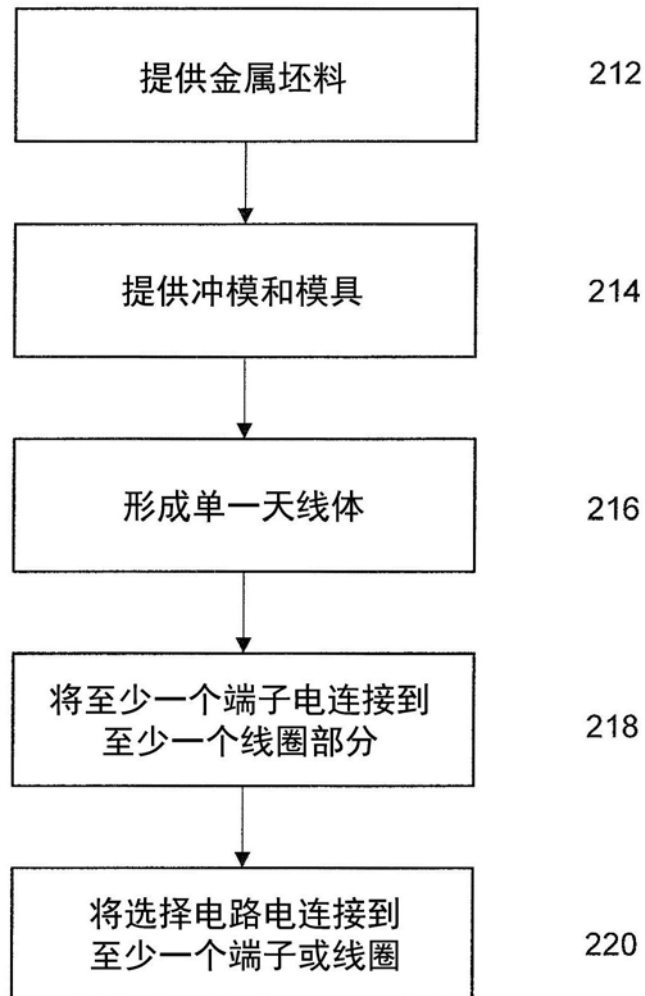 提供金属坯料
212
提供冲模和模具
214
形成单一天线体
216
将至少一个端子电连接到
至少一个线圈部分
218
将选择电路电连接到
至少一个端子或线圈
220